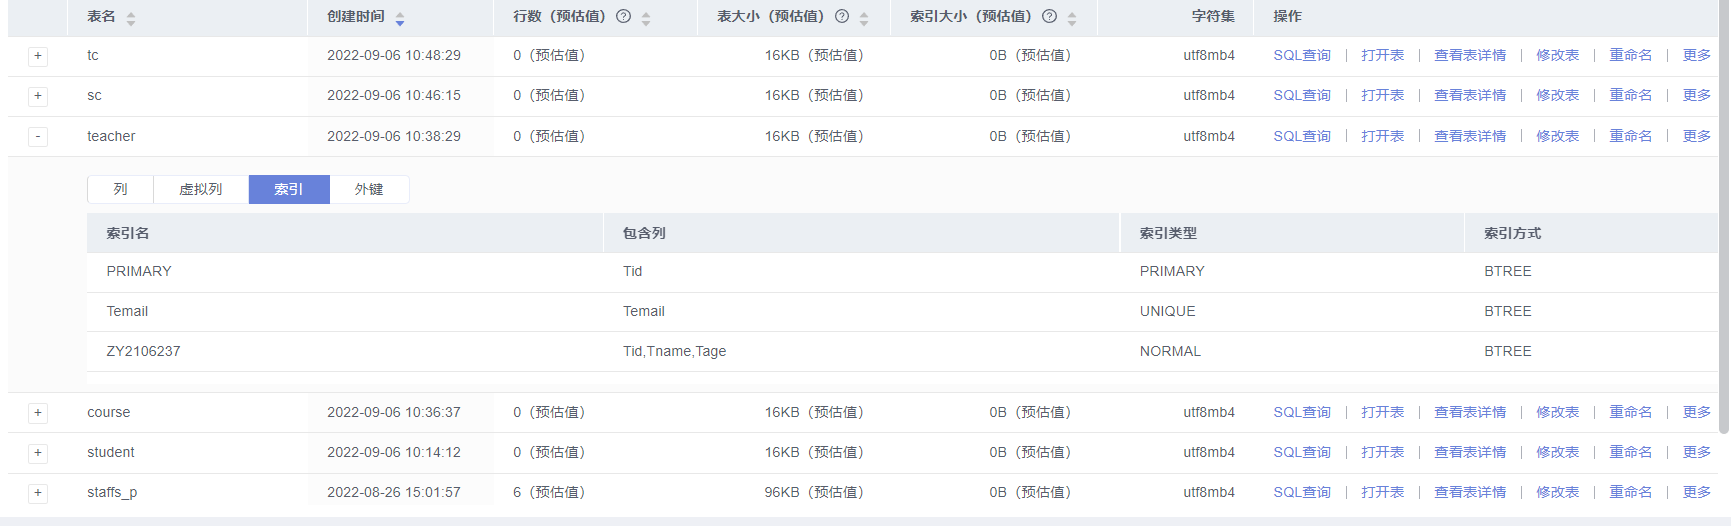 表名 创建时间 行数（预估值） 表大小（预估值） 索引大小（预估值） 字符集 操作
+ tc 2022-09-06 10:48:29 0（预估值） 16KB（预估值） 0B（预估值） utf8mb4 SQL查询 | 打开表 | 查看表详情 | 修改表 | 重命名 | 更多
+ sc 2022-09-06 10:46:15 0（预估值） 16KB（预估值） 0B（预估值） utf8mb4 SQL查询 | 打开表 | 查看表详情 | 修改表 | 重命名 | 更多
- teacher 2022-09-06 10:38:29 0（预估值） 16KB（预估值） 0B（预估值） utf8mb4 SQL查询 | 打开表 | 查看表详情 | 修改表 | 重命名 | 更多
列 虚拟列 索引 外键
索引名 包含列 索引类型 索引方式
PRIMARY Tid PRIMARY BTREE
Temail Temail UNIQUE BTREE
ZY2106237 Tid,Tname,Tage NORMAL BTREE
+ course 2022-09-06 10:36:37 0（预估值） 16KB（预估值） 0B（预估值） utf8mb4 SQL查询 | 打开表 | 查看表详情 | 修改表 | 重命名 | 更多
+ student 2022-09-06 10:14:12 0（预估值） 16KB（预估值） 0B（预估值） utf8mb4 SQL查询 | 打开表 | 查看表详情 | 修改表 | 重命名 | 更多
+ staffs_p 2022-08-26 15:01:57 6（预估值） 96KB（预估值） 0B（预估值） utf8mb4 SQL查询 | 打开表 | 查看表详情 | 修改表 | 重命名 | 更多